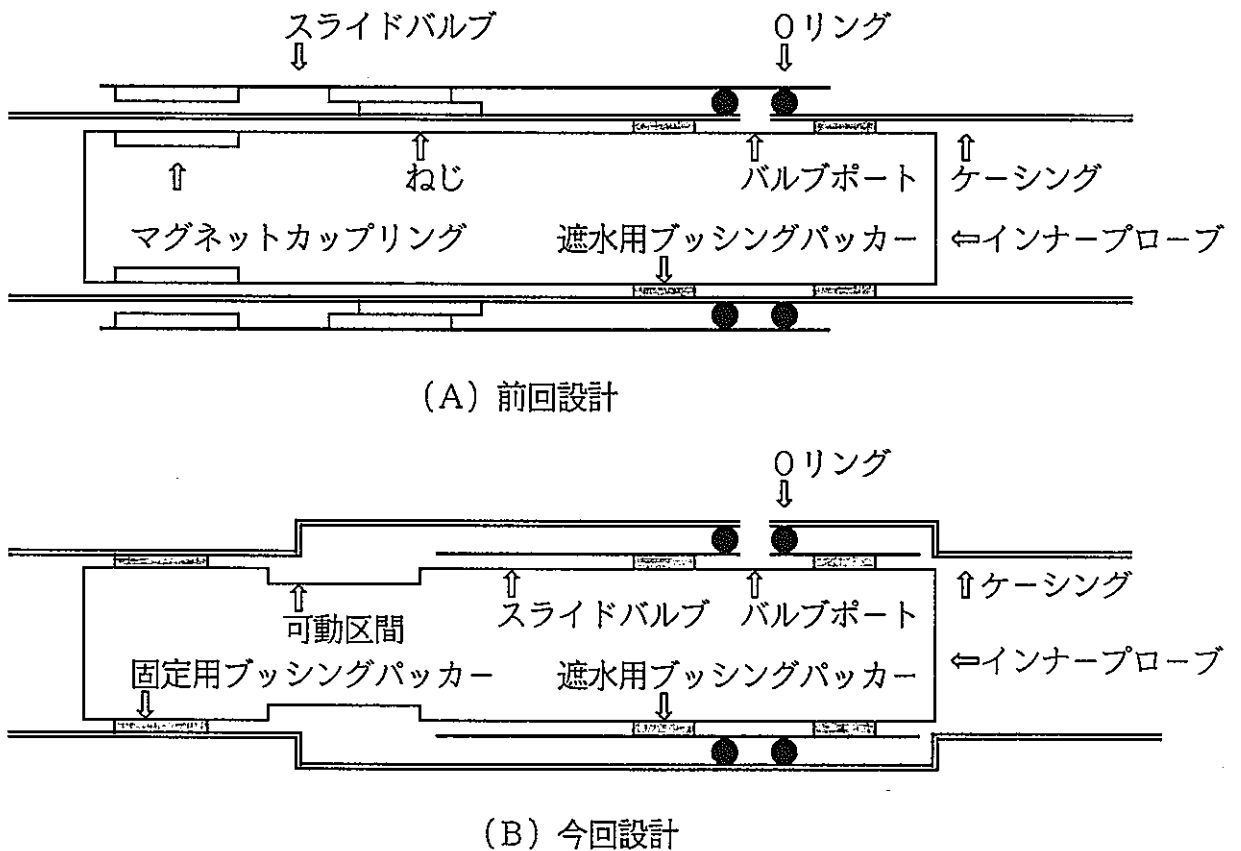 スライドバルブ Oリング
ねじ バルブポート ケーシング
マグネットカップリング 遮水用ブッシングパッカー インナープローブ
(A) 前回設計
Oリング
ケーシング
可動区間 スライドバルブ バルブポート
固定用ブッシングパッカー 遮水用ブッシングパッカー インナープローブ
(B) 今回設計